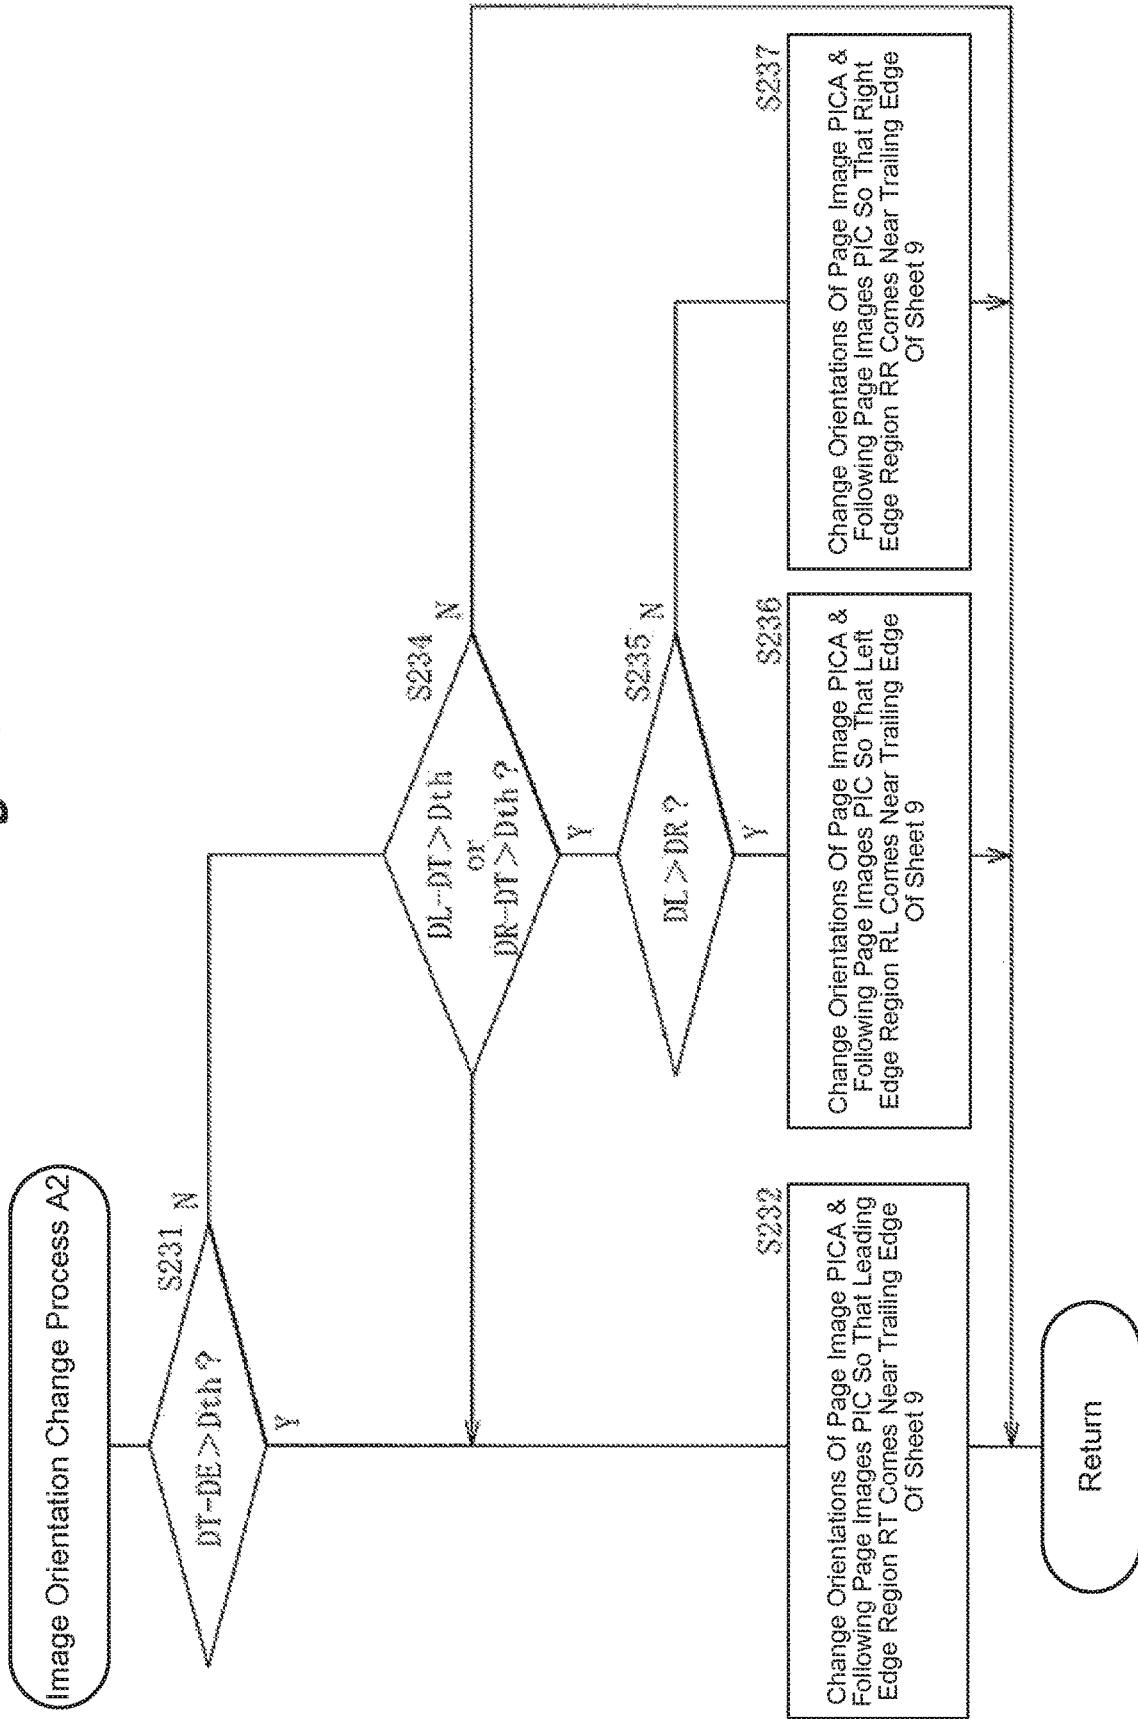 Image Orientation Change Process A2
S231
DT-DE>Dth?
N
Y
S234
DL-DT>Dth
or
DR-DT>Dth?
N
Y
S235
DL>DR?
N
Y
S232
Change Orientations Of Page Image PICA &
Following Page Images PIC So That Leading
Edge Region RT Comes Near Trailing Edge
Of Sheet 9
S236
Change Orientations Of Page Image PICA &
Following Page Images PIC So That Left
Edge Region RL Comes Near Trailing Edge
Of Sheet 9
S237
Change Orientations Of Page Image PICA &
Following Page Images PIC So That Right
Edge Region RR Comes Near Trailing Edge
Of Sheet 9
Return